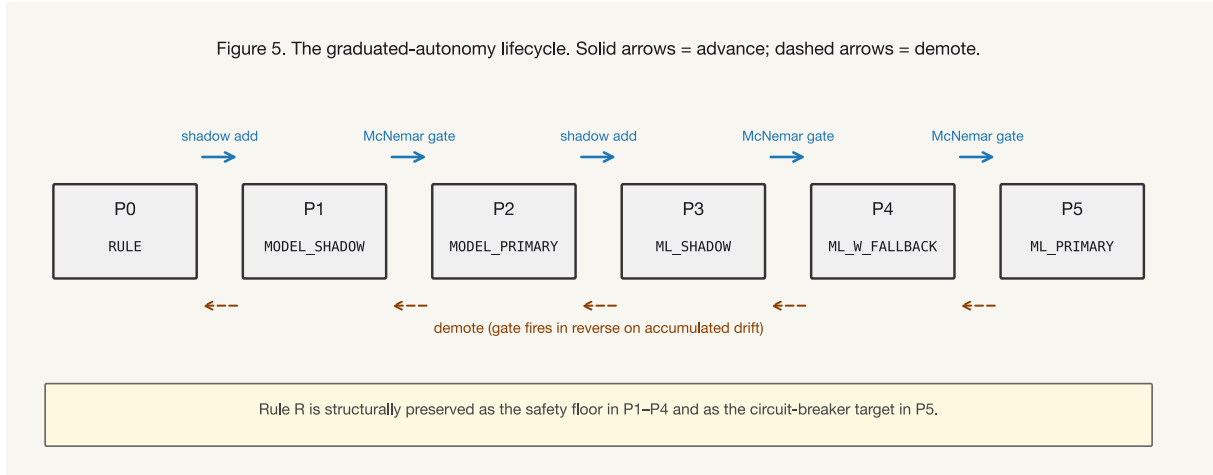 Figure 5. The graduated-autonomy lifecycle. Solid arrows = advance; dashed arrows = demote.
shadow add
McNemar gate
shadow add
McNemar gate
McNemar gate
P0
RULE
P1
MODEL_SHADOW
P2
MODEL_PRIMARY
P3
ML_SHADOW
P4
ML_W_FALLBACK
P5
ML_PRIMARY
demote (gate fires in reverse on accumulated drift)
Rule R is structurally preserved as the safety floor in P1–P4 and as the circuit-breaker target in P5.